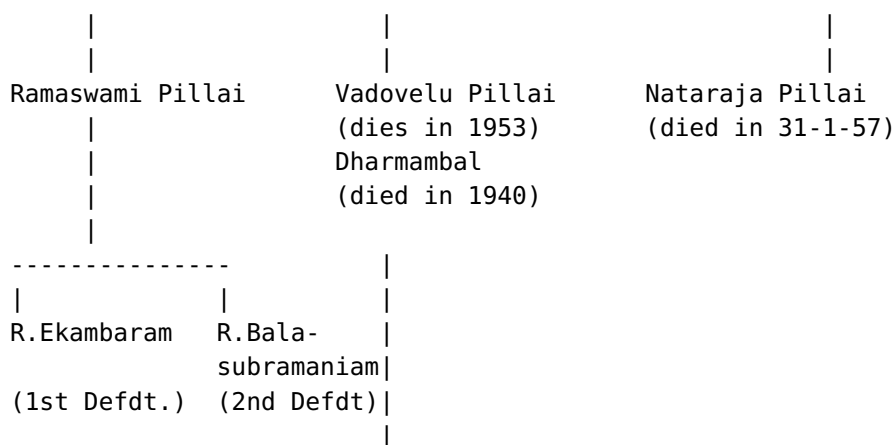 Ramaswami Pillai Vadovelu Pillai Nataraja Pillai
(dies in 1953) (died in 31-1-57)
Dharmambal
(died in 1940)
R.Ekambaram R.Bala-
subramaniam
(1st Defdt.) (2nd Defdt)